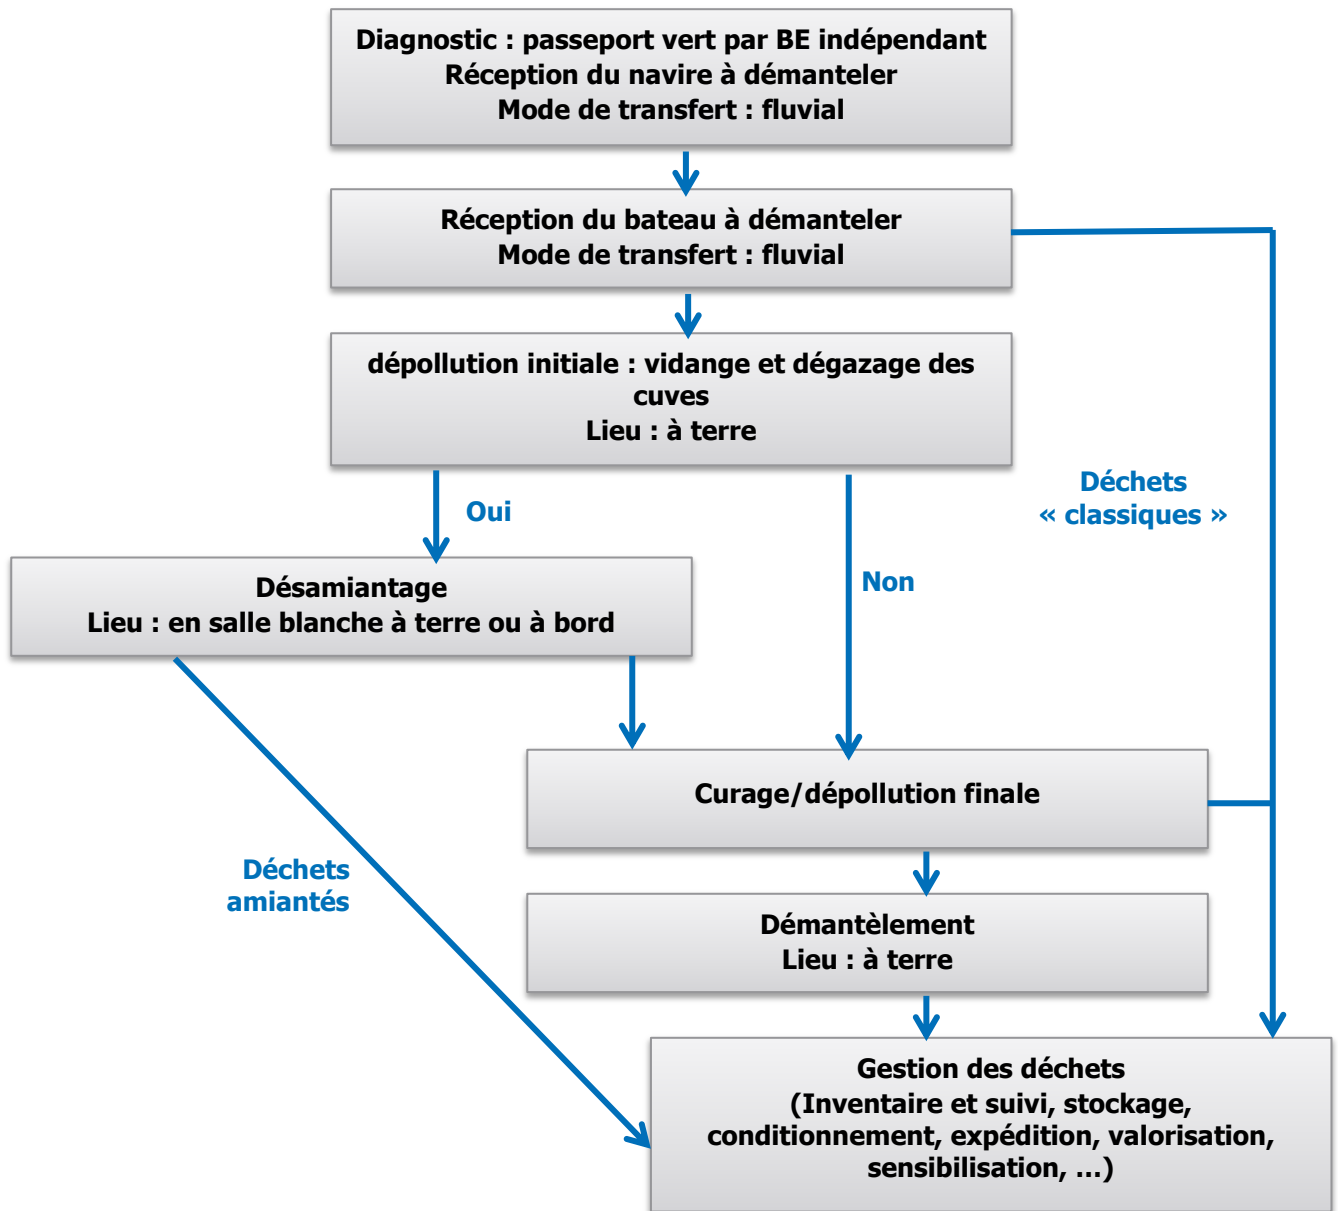 Diagnostic : passeport vert par BE indépendant
Réception du navire à démanteler
Mode de transfert : fluvial
Réception du bateau à démanteler
Mode de transfert : fluvial
dépollution initiale : vidange et dégazage des
cuves
Lieu : à terre
Déchets
« classiques »
Oui
Non
Désamiantage
Lieu : en salle blanche à terre ou à bord
Curage/dépollution finale
Déchets
amiantés
Démantèlement
Lieu : à terre
Gestion des déchets
(Inventaire et suivi, stockage,
conditionnement, expédition, valorisation,
sensibilisation, ...)